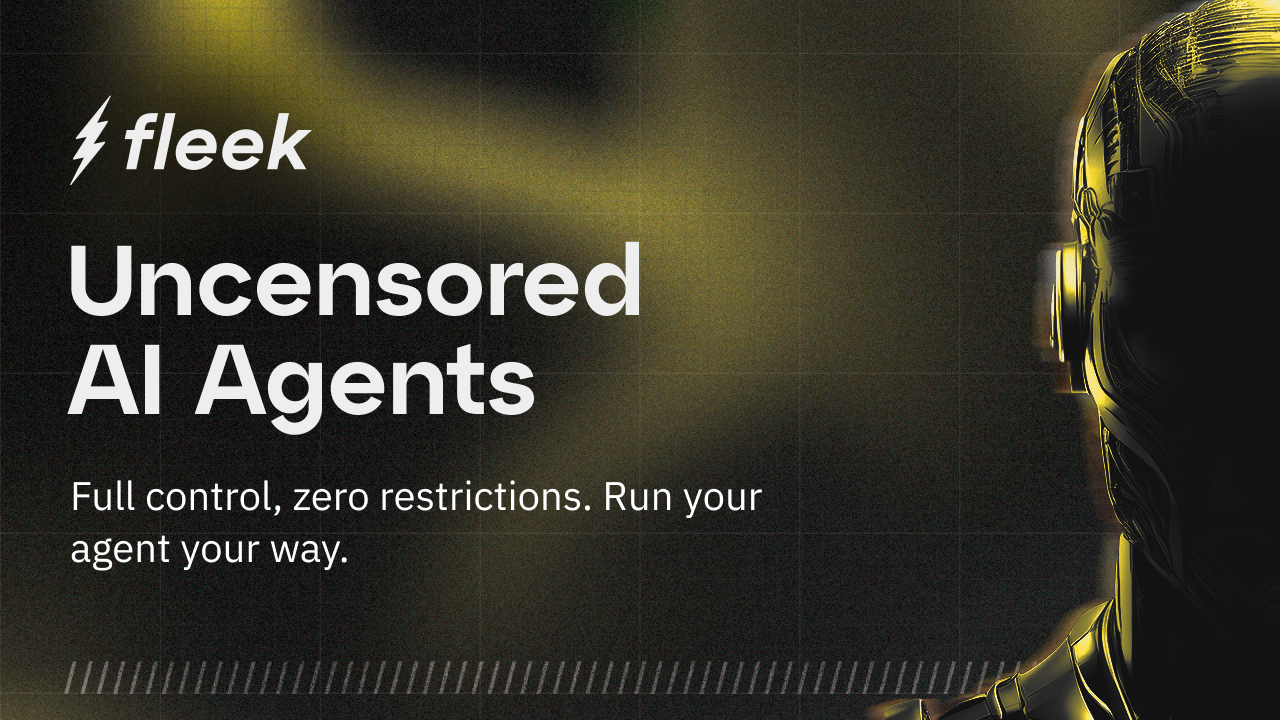 fleek
Uncensored
AI Agents
Full control, zero restrictions. Run your
agent your way.